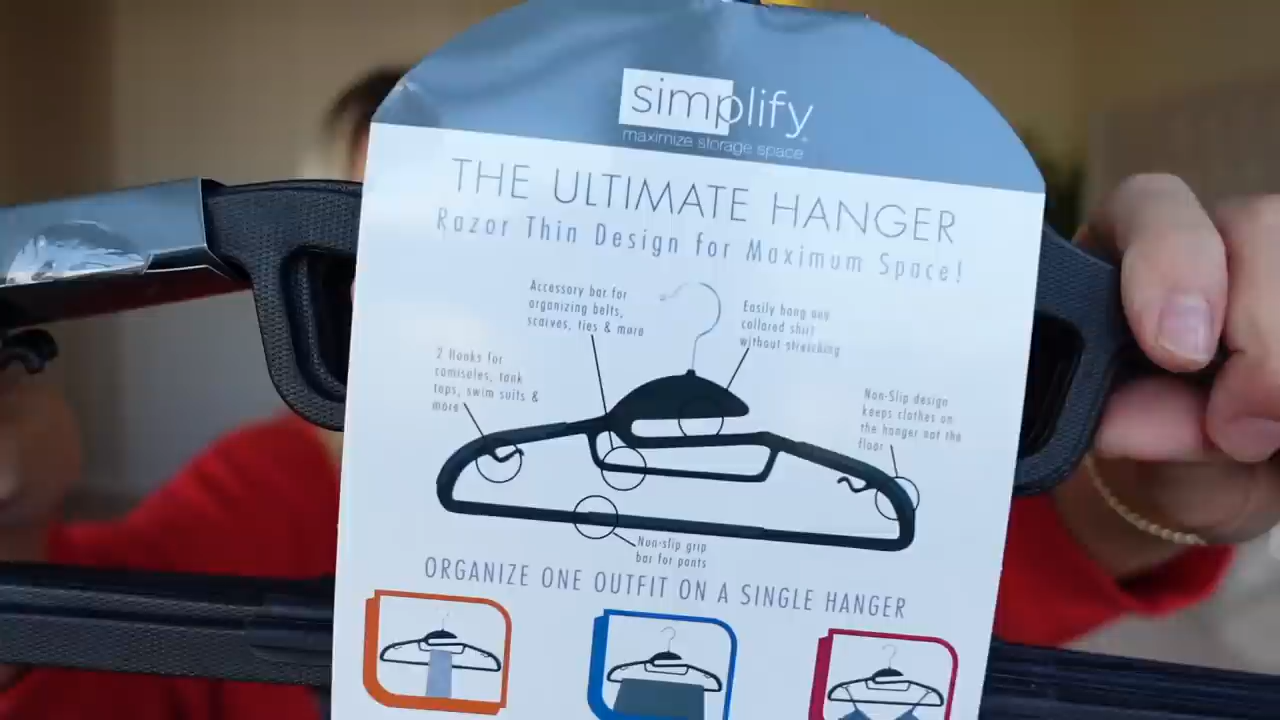 simplify
maximize storage space
THE ULTIMATE HANGER
Razor Thin Design for Maximum Space!
Accessory bar for
organizing belts,
scarves, ties & more
Easily hang any
collared shirt
without stretching
2 Hooks for
camisoles, tank
tops, swim suits &
more
Non-Slip design
keeps clothes on
the hanger not the
floor
Non-slip grip
bar for pants
ORGANIZE ONE OUTFIT ON A SINGLE HANGER